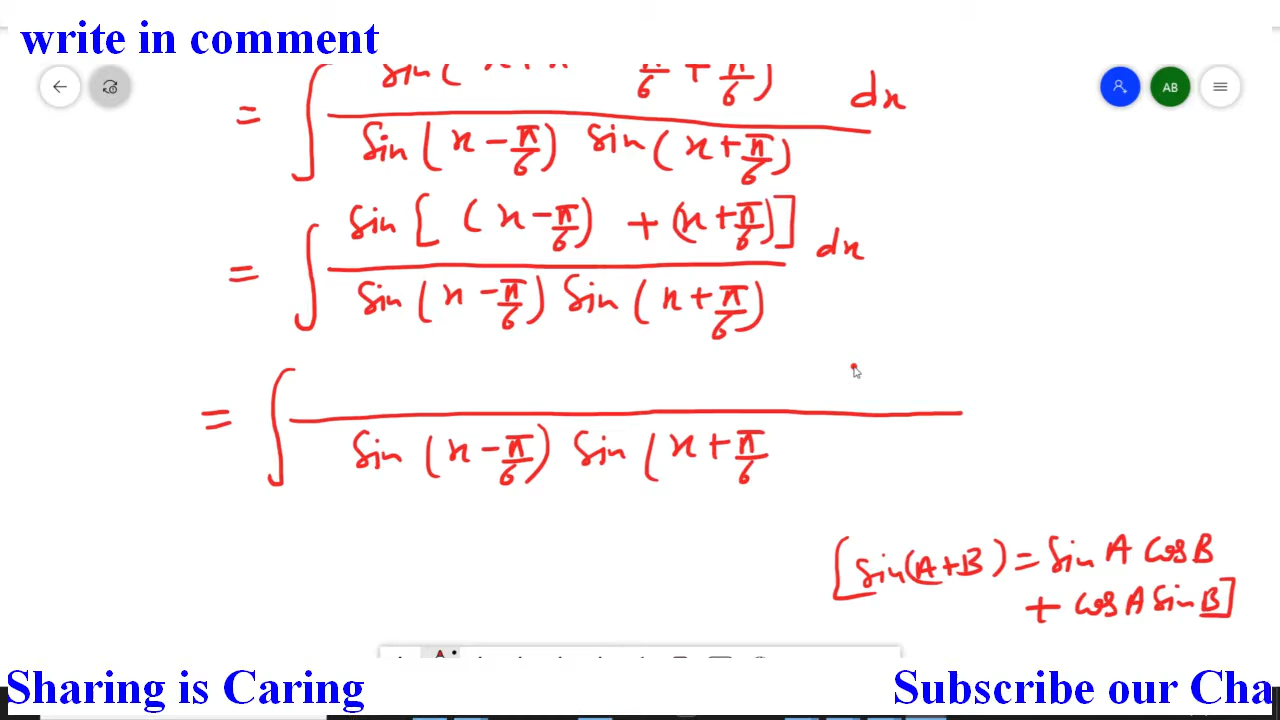 write in comment
= ∫ sin(x+x π/6 + π/6) dx
sin(x - π/6) sin(x + π/6)
AB
= ∫ sin[(x - π/6) + (x + π/6)] dx
sin(x - π/6) sin(x + π/6)
= ∫
sin(x - π/6) sin(x + π/6
[sin(A+B) = sin A cos B
+ cos A sin B]
Sharing is Caring
Subscribe our Cha